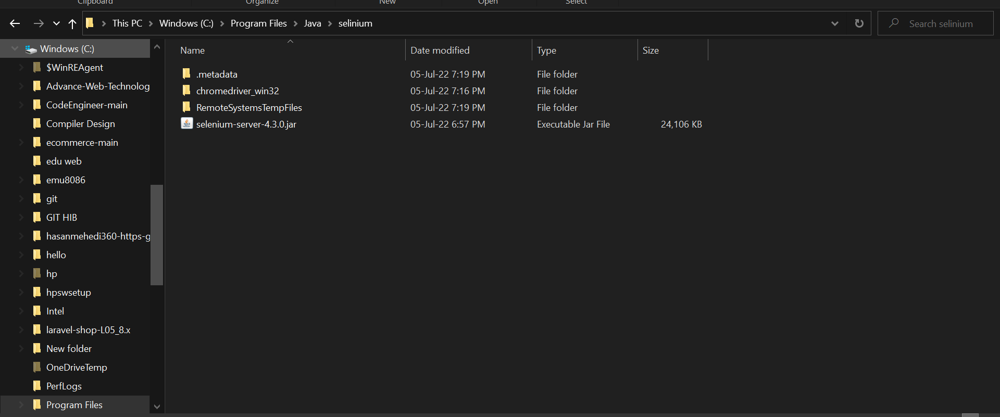 Clipboard Organize New Open Select
This PC Windows (C:) Program Files Java selinium
Search selinium
Windows (C:)
$WinREAgent
Advance-Web-Technolog
CodeEngineer-main
Compiler Design
ecommerce-main
edu web
emu8086
git
GIT HIB
hasanmehedi360-https-g
hello
hp
hpswsetup
Intel
laravel-shop-L05_8.x
New folder
OneDriveTemp
PerfLogs
Program Files
Name Date modified Type Size
.metadata 05-Jul-22 7:19 PM File folder
chromedriver_win32 05-Jul-22 7:16 PM File folder
RemoteSystemsTempFiles 05-Jul-22 7:19 PM File folder
selenium-server-4.3.0.jar 05-Jul-22 6:57 PM Executable Jar File 24,106 KB